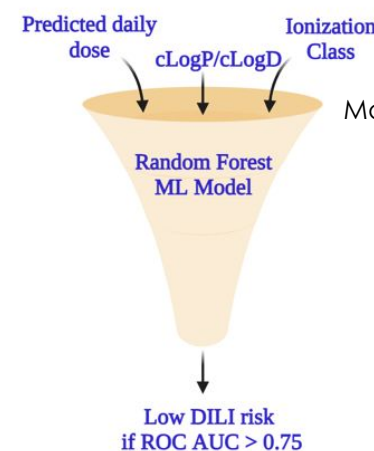 Predicted daily
dose
cLogP/cLogD
Ionization
Class
Random Forest
ML Model
Low DILI risk
if ROC AUC > 0.75